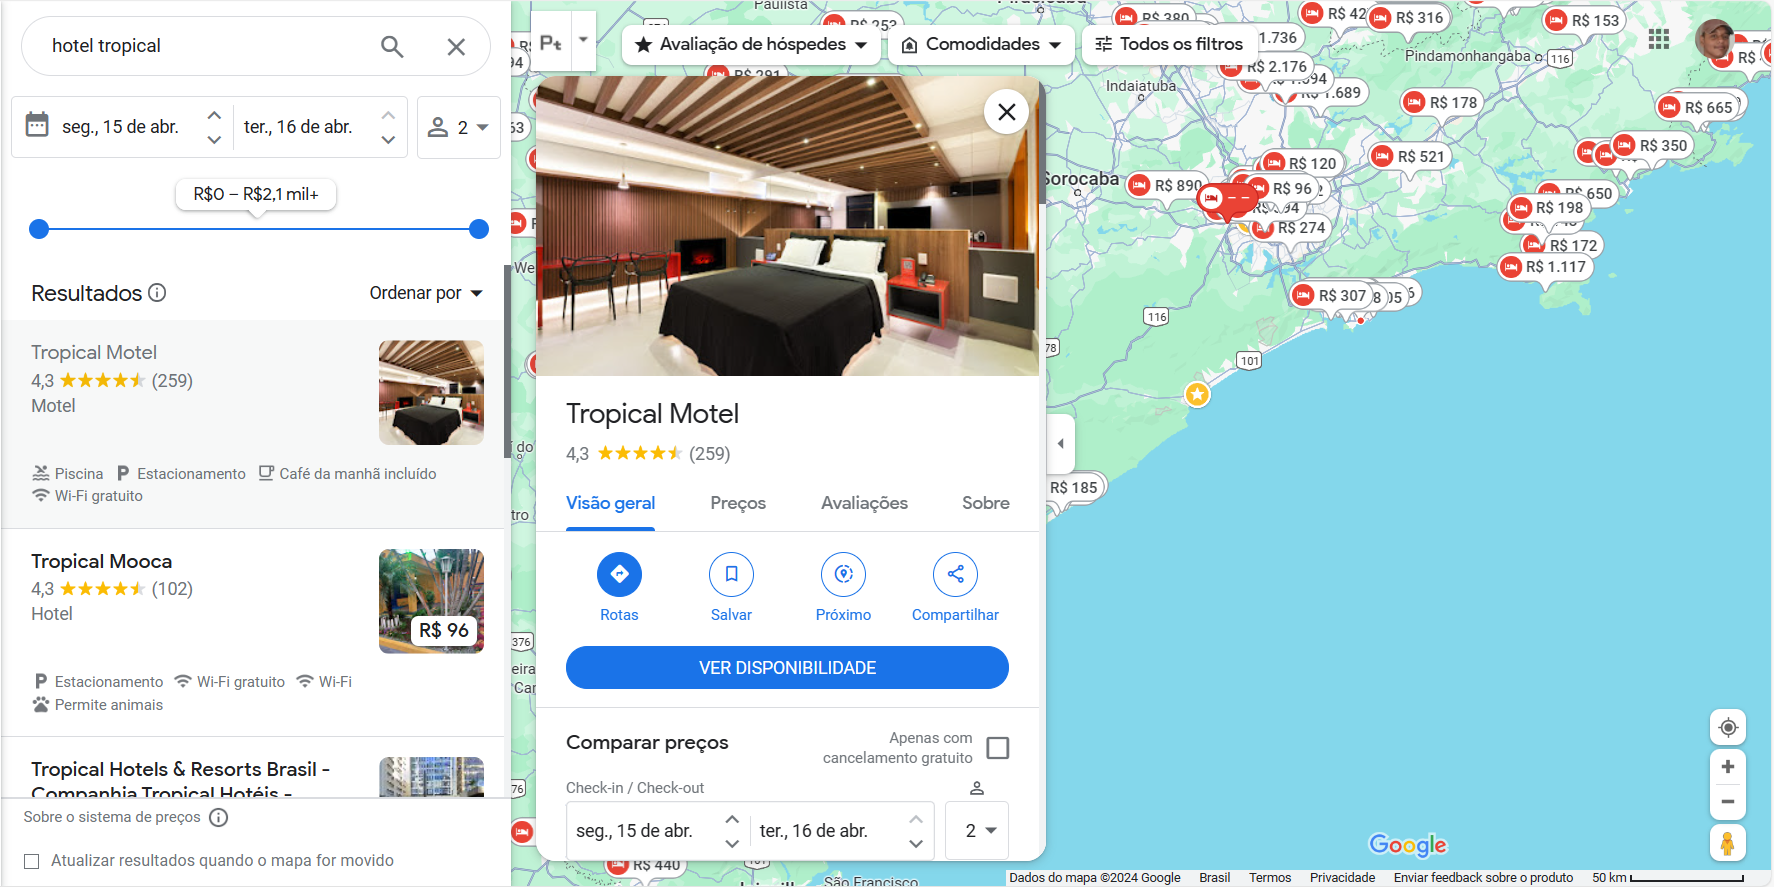 hotel tropical
seg., 15 de abr.
ter., 16 de abr.
2
R$0 – R$2,1 mil+
Resultados
Ordenar por
Tropical Motel
4,3 (259)
Motel
Piscina Estacionamento Café da manhã incluído
Wi-Fi gratuito
Tropical Mooca
4,3 (102)
Hotel
R$ 96
Estacionamento Wi-Fi gratuito Wi-Fi
Permite animais
Tropical Hotels & Resorts Brasil -
Companhia Tropical Hotéis -
Sobre o sistema de preços
Atualizar resultados quando o mapa for movido
Avaliação de hóspedes
Comodidades
Todos os filtros
Tropical Motel
4,3 (259)
Visão geral Preços Avaliações Sobre
Rotas Salvar Próximo Compartilhar
VER DISPONIBILIDADE
Comparar preços
Apenas com
cancelamento gratuito
Check-in / Check-out
seg., 15 de abr.
ter., 16 de abr.
2
Paulista
R$ 253
R$ 380
R$ 42
R$ 316
R$ 153
1.736
Pindamonhangaba
116
R$ 291
R$ 2.176
1.689
Indaiatuba
R$ 178
R$ 665
R$ 120
R$ 521
R$ 350
Sorocaba
R$ 890
R$ 96
R$ 650
R$ 198
R$ 274
R$ 172
R$ 1.117
R$ 307
116
101
R$ 185
376
R$ 440
101
São Francisco
Google
Dados do mapa ©2024 Google Brasil Termos Privacidade Enviar feedback sobre o produto 50 km